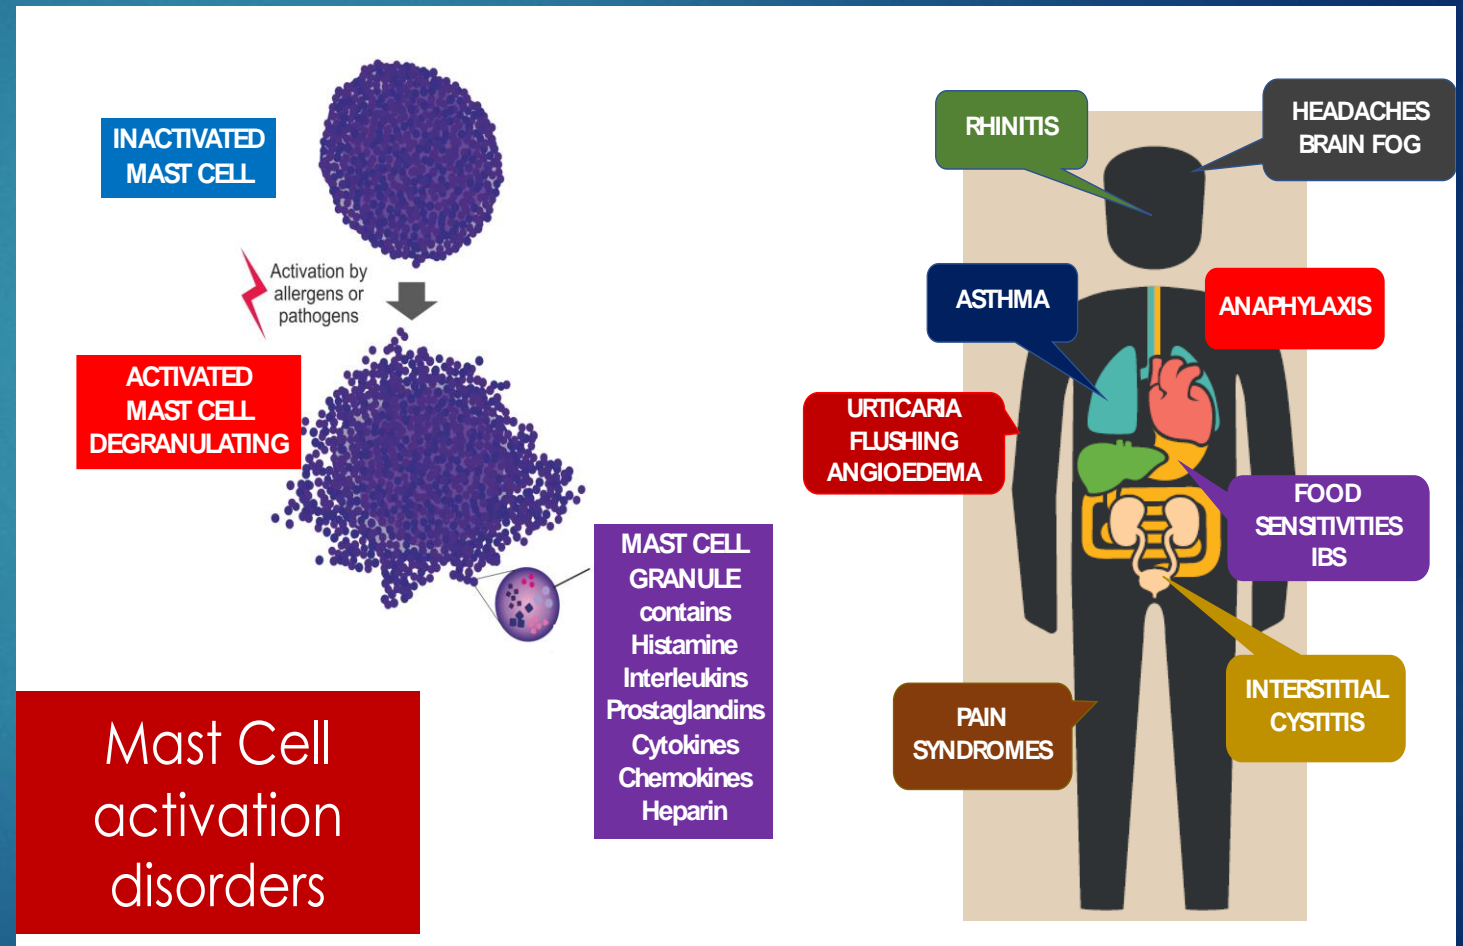 INACTIVATED
MAST CELL
Activation by
allergens or
pathogens
ACTIVATED
MAST CELL
DEGRANULATING
MAST CELL
GRANULE
contains
Histamine
Interleukins
Prostaglandins
Cytokines
Chemokines
Heparin
Mast Cell
activation
disorders
RHINITIS
HEADACHES
BRAIN FOG
ASTHMA
ANAPHYLAXIS
URTICARIA
FLUSHING
ANGIOEDEMA
FOOD
SENSITIVITIES
IBS
INTERSTITIAL
CYSTITIS
PAIN
SYNDROMES